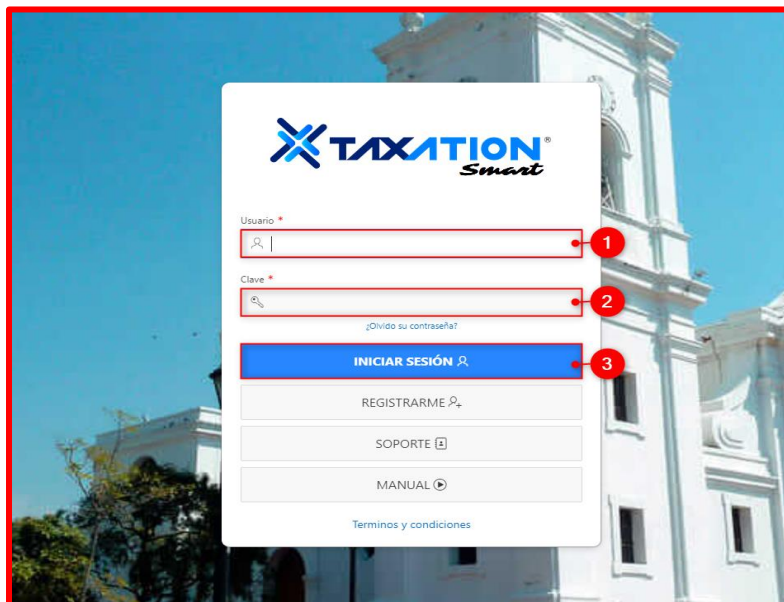 TAXATION®
Smart
Usuario *
1
Clave *
2
¿Olvido su contraseña?
INICIAR SESIÓN
3
REGISTRARME
SOPORTE
MANUAL
Terminos y condiciones